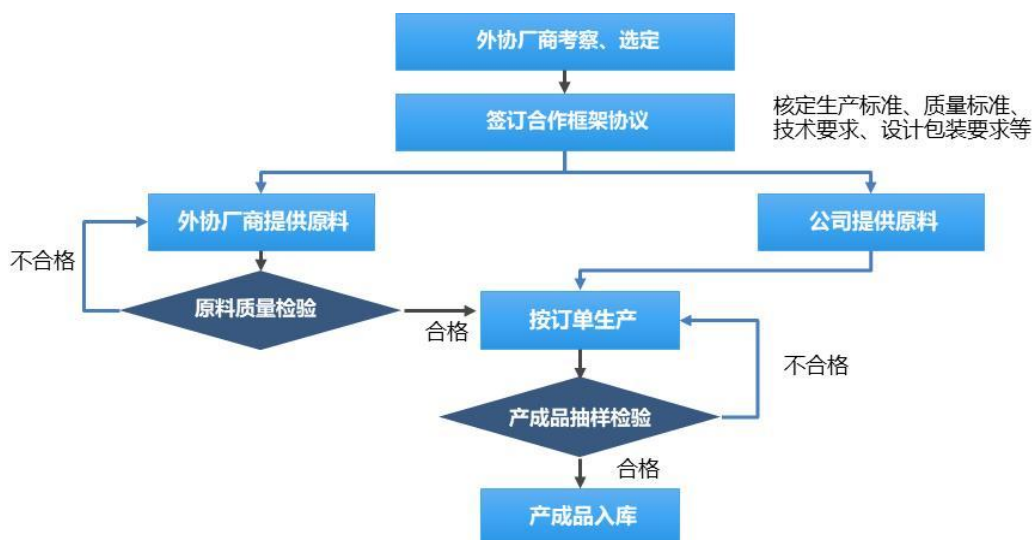 外协厂商考察、选定
签订合作框架协议
核定生产标准、质量标准、
技术要求、设计包装要求等
外协厂商提供原料
公司提供原料
不合格
原料质量检验
合格
按订单生产
不合格
产成品抽样检验
合格
产成品入库